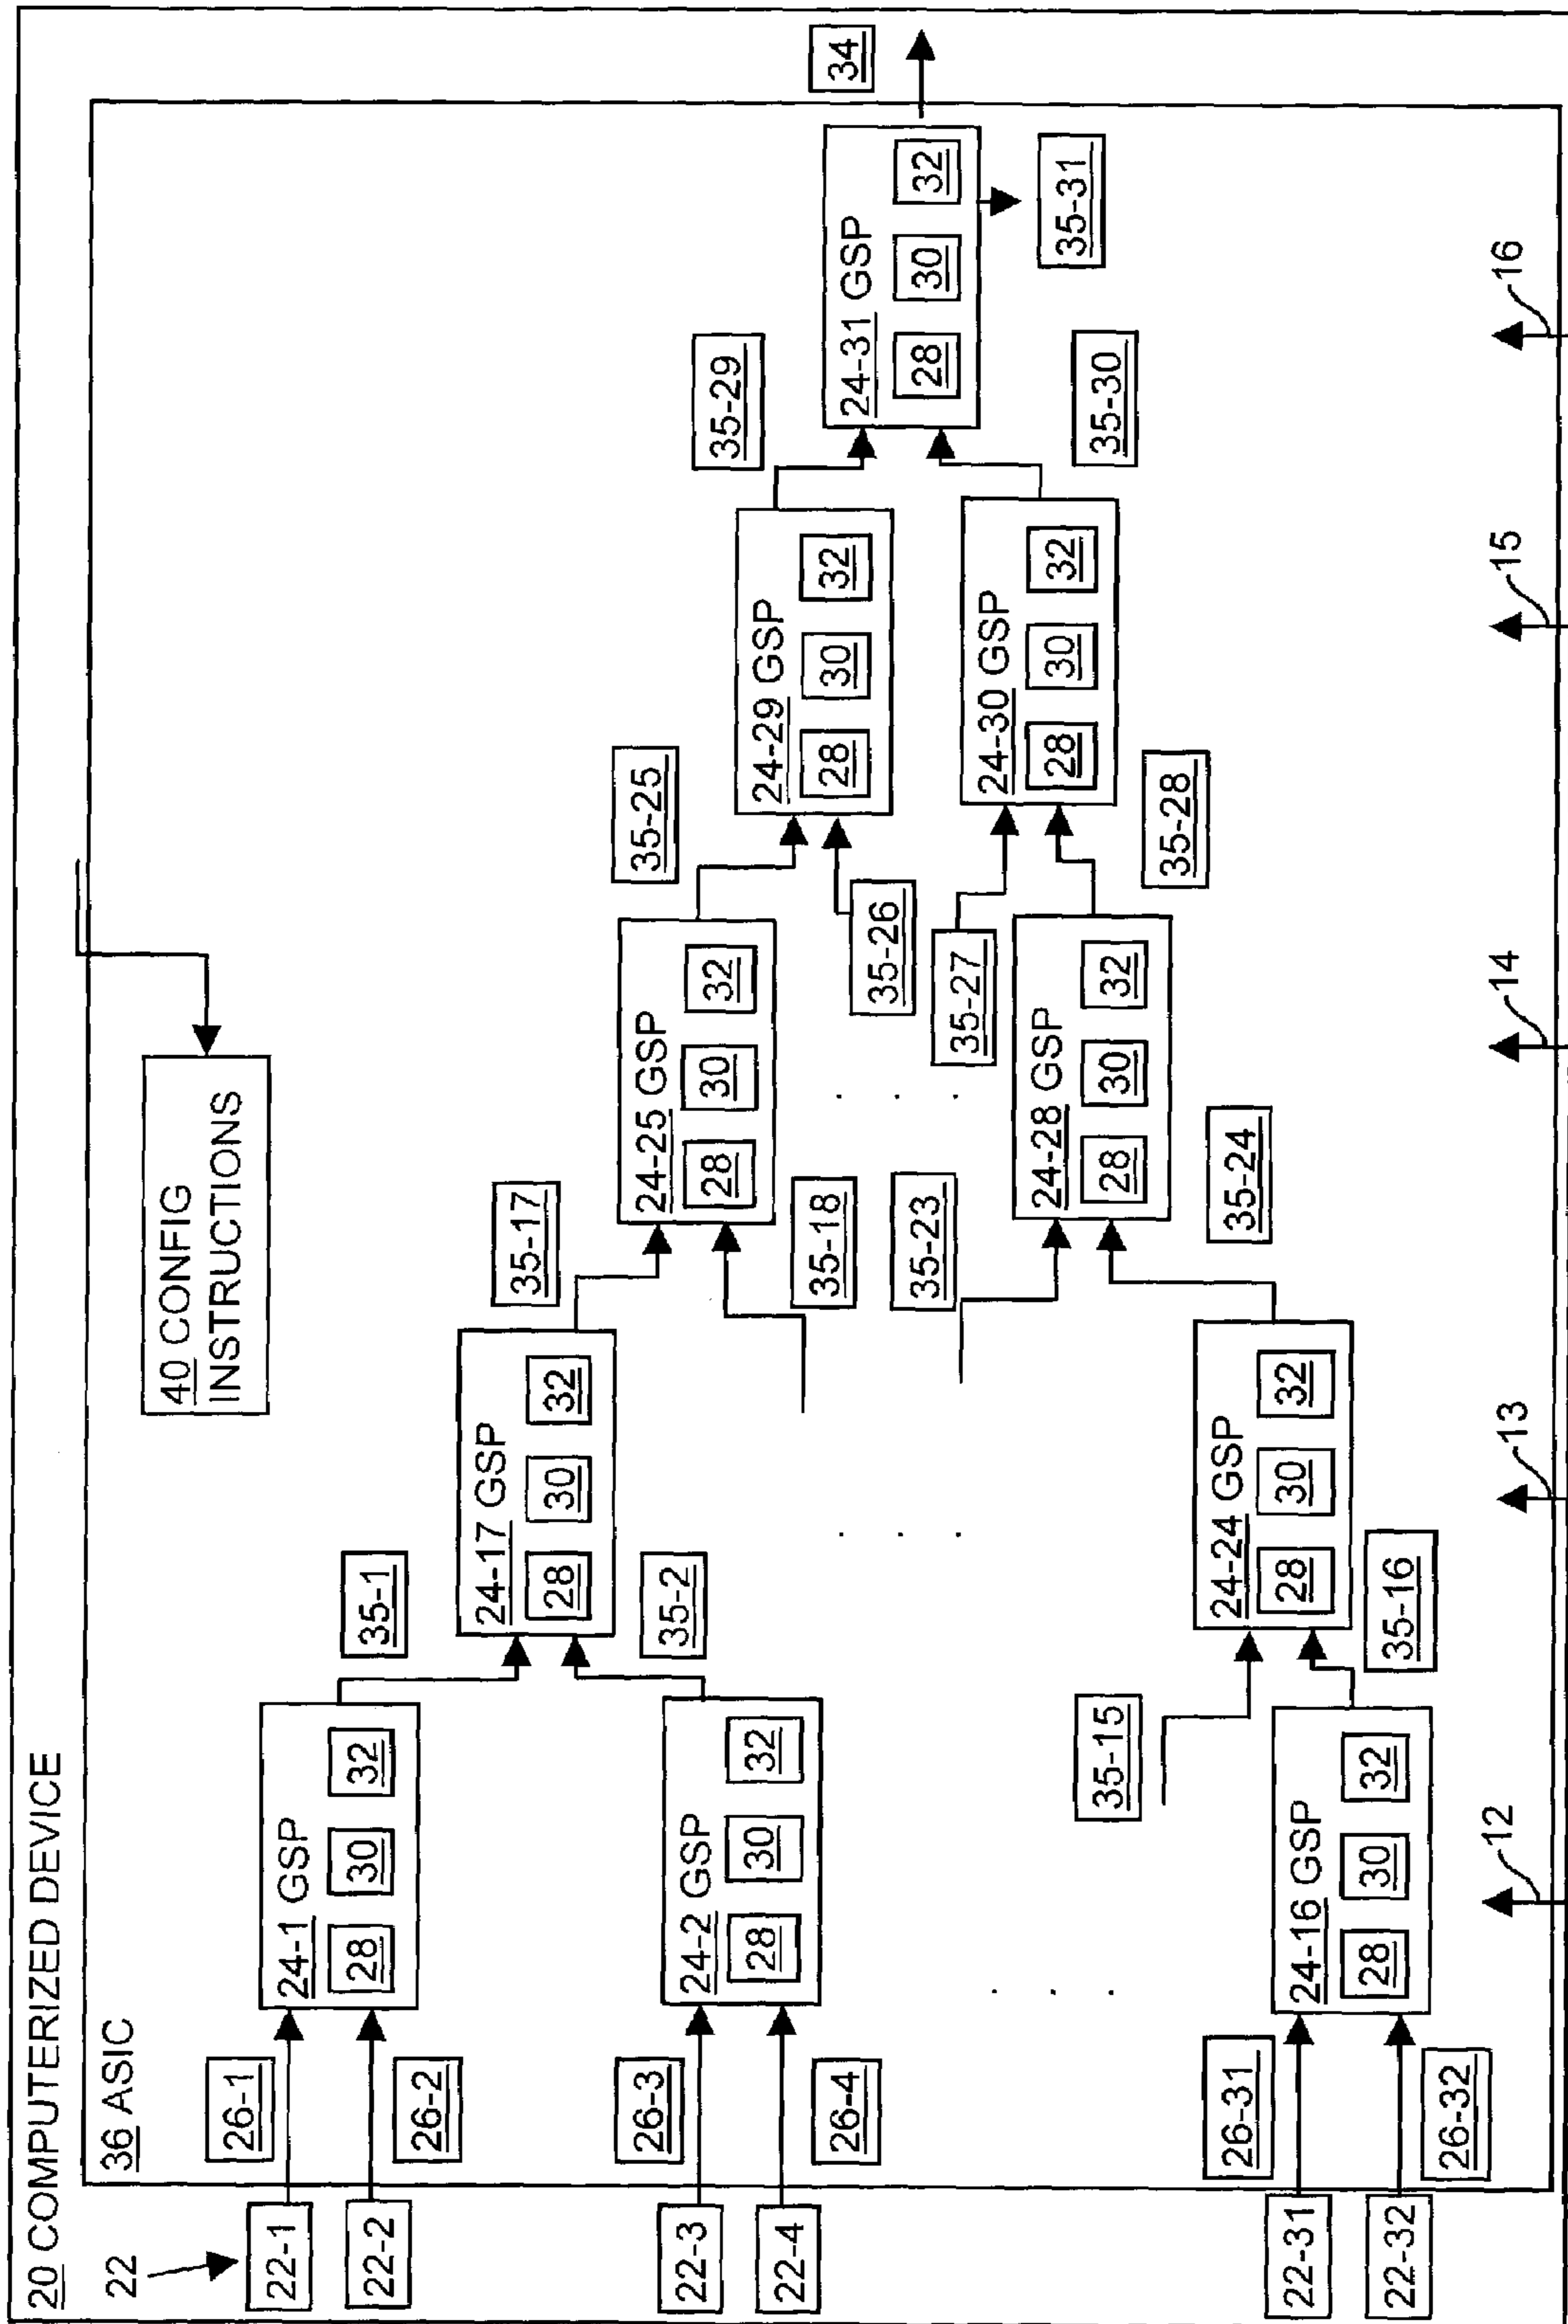 20 COMPUTERIZED DEVICE
36 ASIC
40 CONFIG
INSTRUCTIONS
22
22-1
26-1
22-2
26-2
24-1 GSP
28 30 32
35-1
22-3
26-3
22-4
26-4
24-2 GSP
28 30 32
35-2
22-31
26-31
22-32
26-32
24-16 GSP
28 30 32
35-15
35-16
24-17 GSP
28 30 32
35-17
35-18
24-24 GSP
28 30 32
35-23
35-24
24-25 GSP
28 30 32
35-25
35-26
24-28 GSP
28 30 32
35-27
35-28
24-29 GSP
28 30 32
35-29
24-30 GSP
28 30 32
35-30
24-31 GSP
28 30 32
35-31
34
12
13
14
15
16